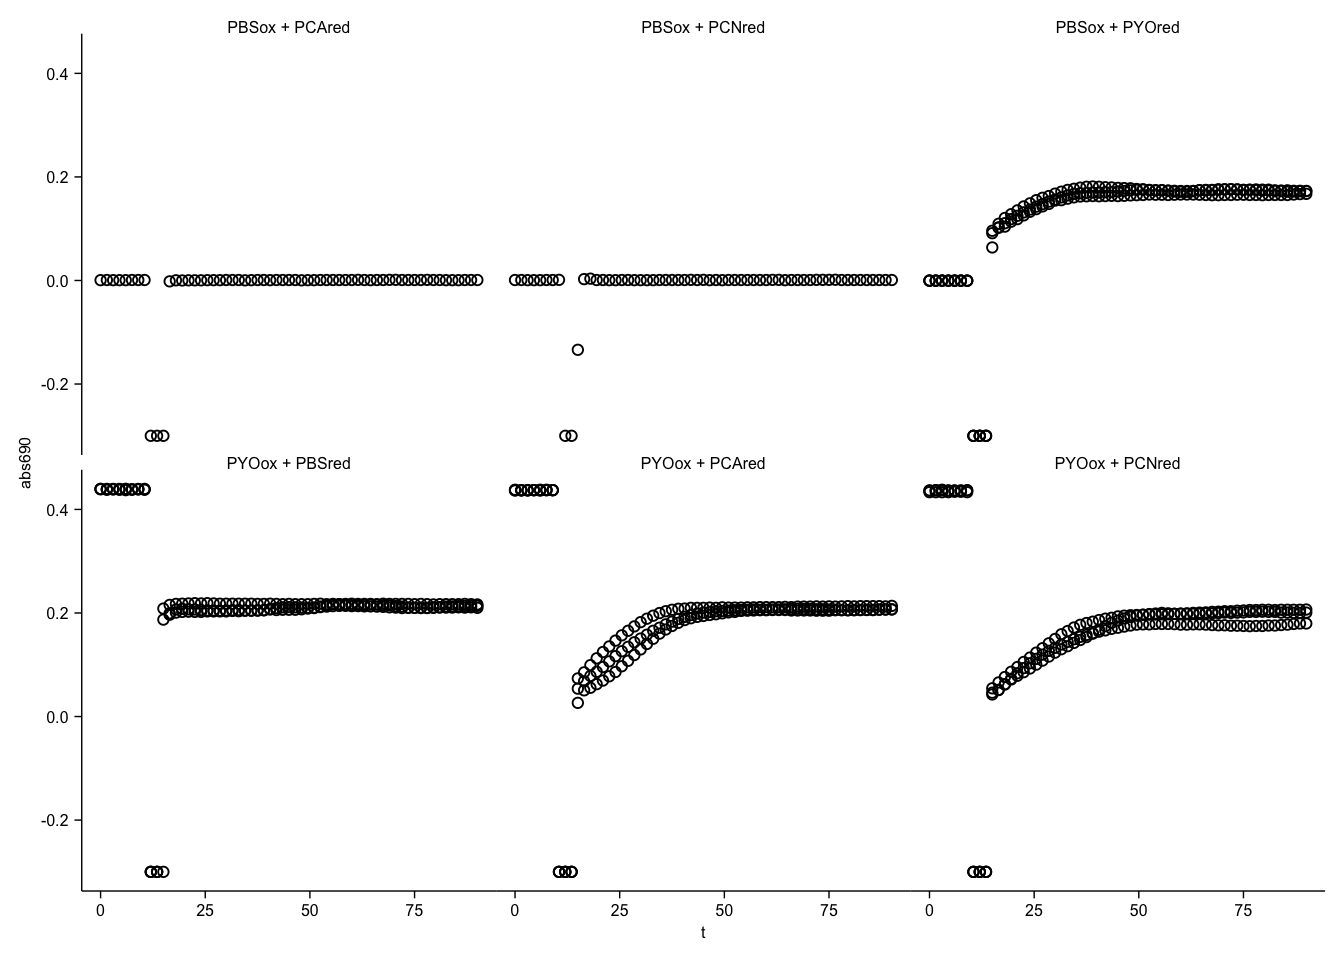 PBSox + PCAred
PBSox + PCNred
PBSox + PYOred
0.4
0.2
0.0
-0.2
abs690
PYOox + PBSred
PYOox + PCAred
PYOox + PCNred
0.4
0.2
0.0
-0.2
0 25 50 75 0 25 50 75 0 25 50 75
t